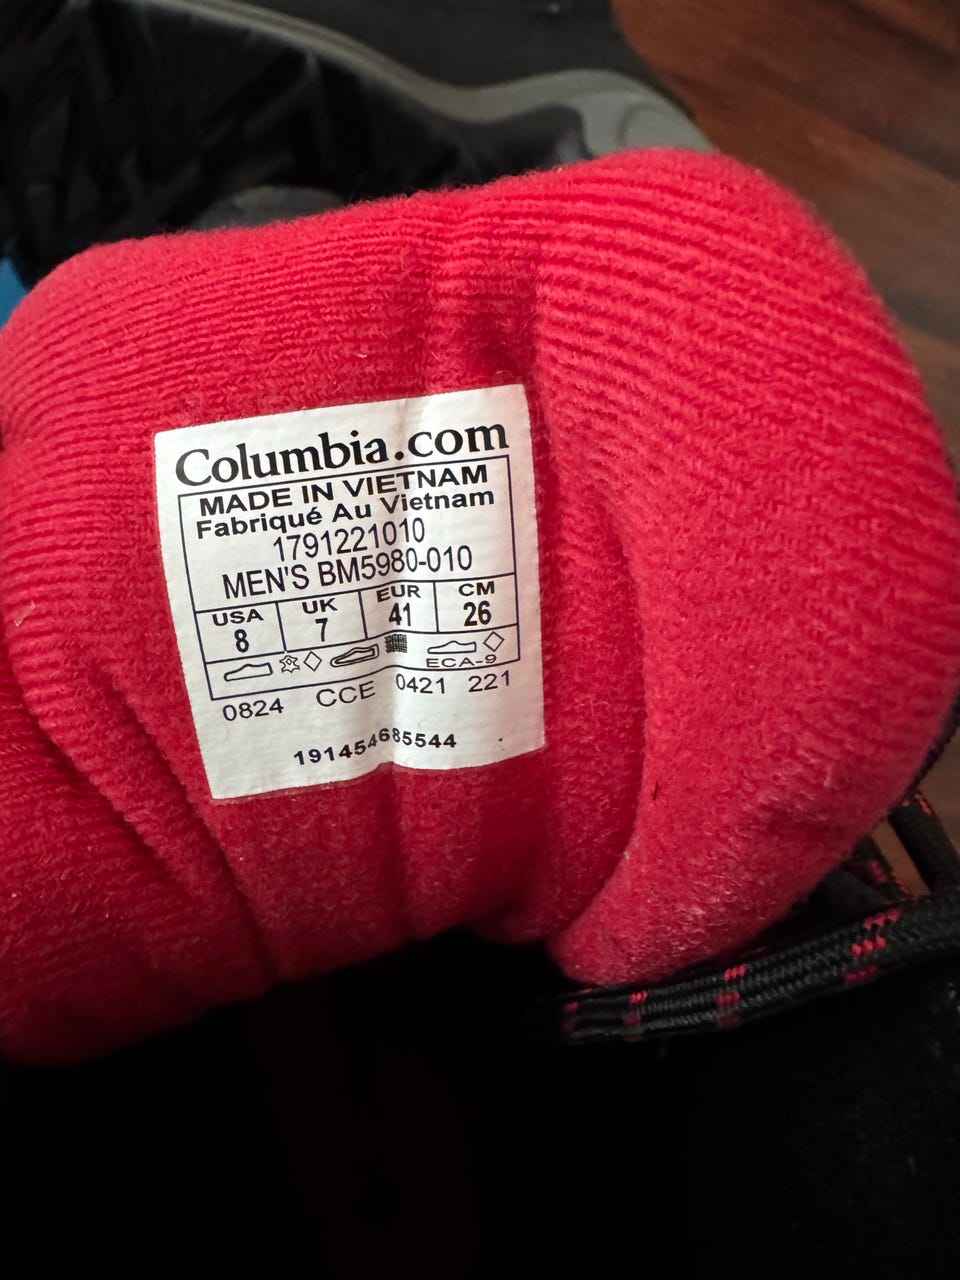 Columbia.com
MADE IN VIETNAM
Fabriqué Au Vietnam
1791221010
MEN'S BM5980-010
USA UK EUR CM
8 7 41 26
ECA-9
0824 CCE 0421 221
191454685544